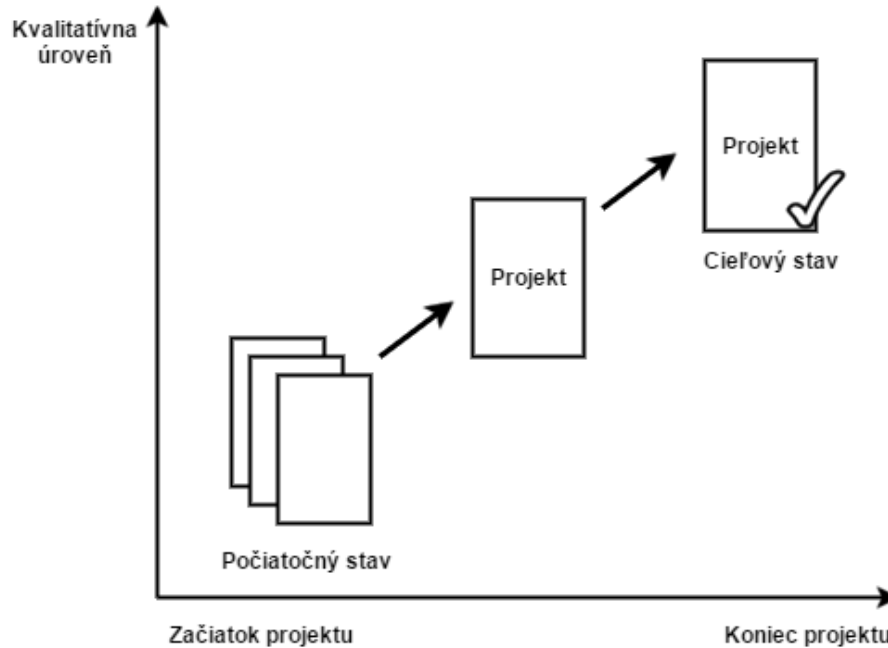 Kvalitatívna
úroveň
Projekt
Cieľový stav
Projekt
Počiatočný stav
Začiatok projektu
Koniec projektu